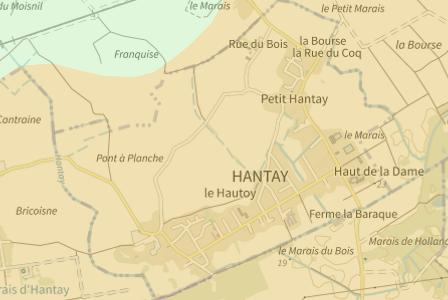 du Moisnil
le Marais
le Petit Marais
Rue du Bois
la Bourse
la Rue du Coq
la Bourse
Franquise
Petit Hantay
Contraine
le Marais
Pont à Planche
Hantay
HANTAY
Haut de la Dame
23
le Hautoy
Bricoisne
Ferme la Baraque
Marais de Holland
le Marais du Bois
19
rais d'Hantay